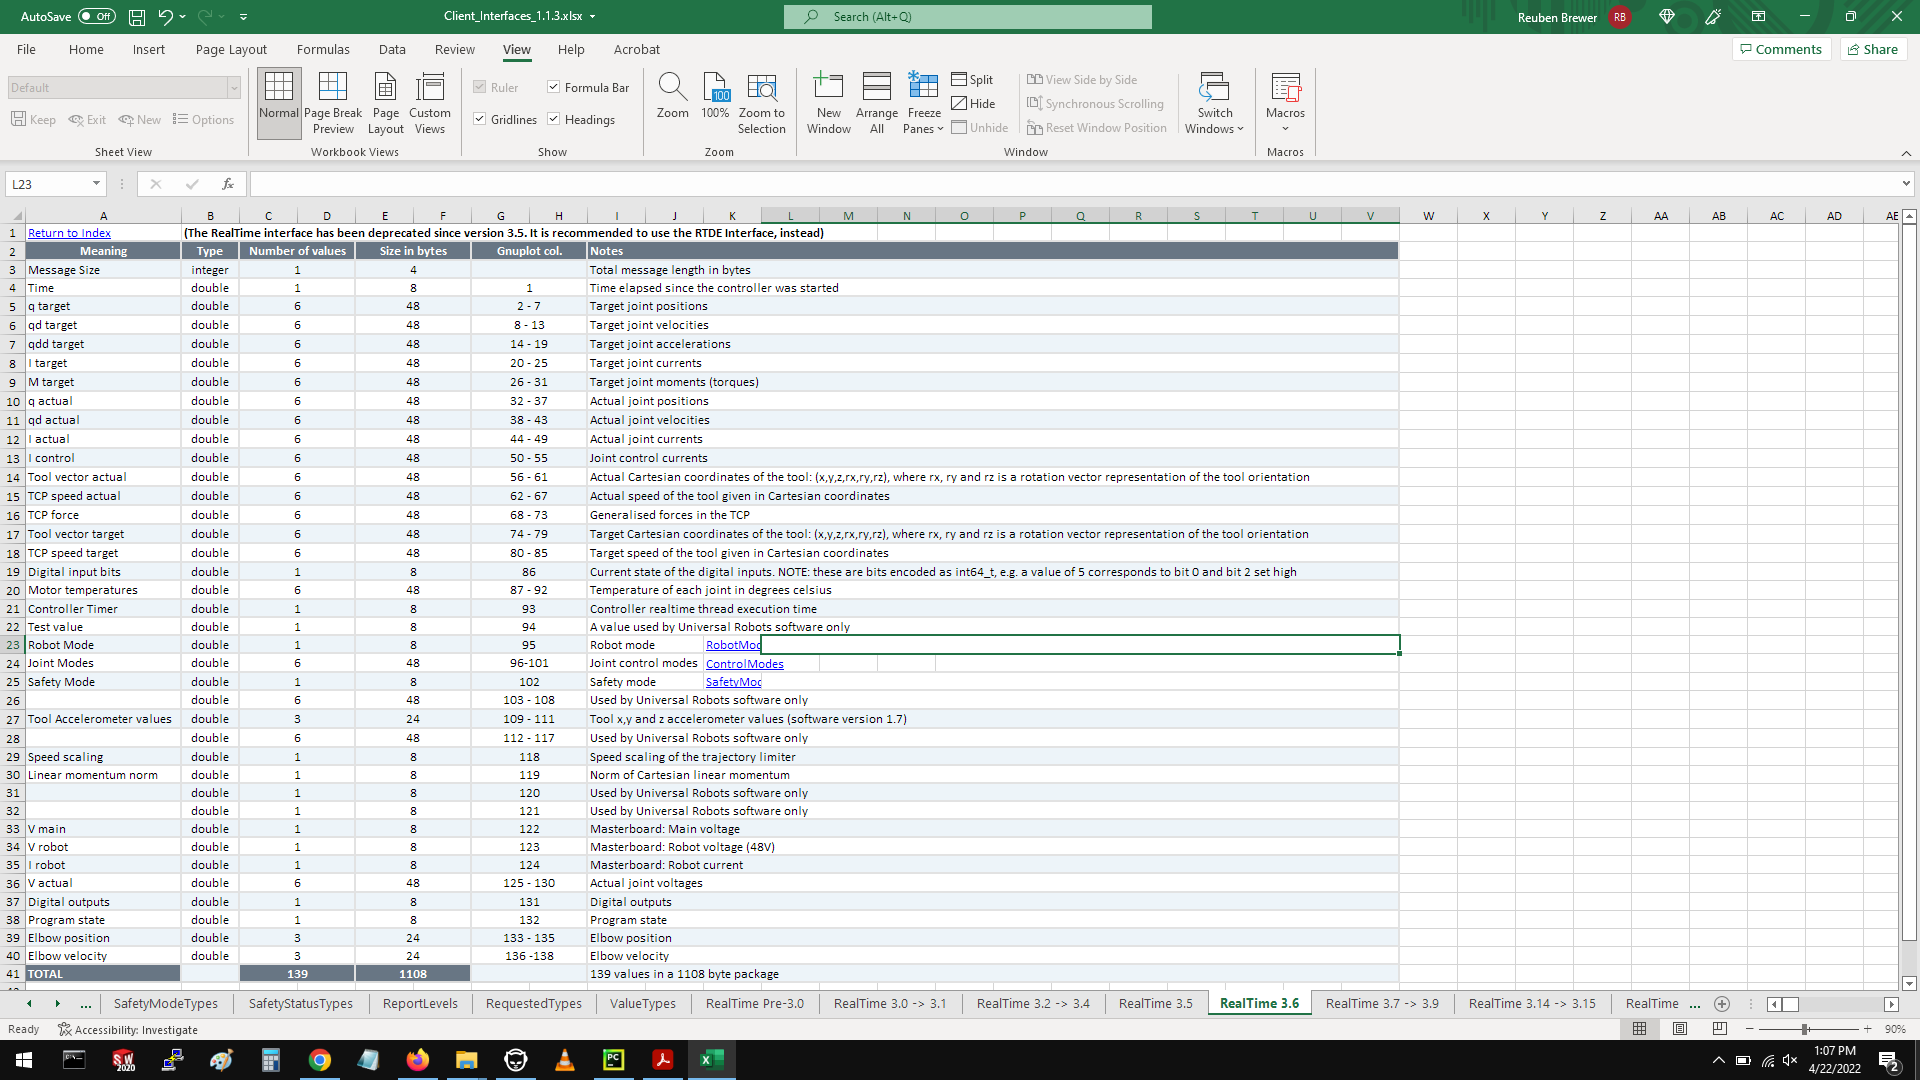 AutoSave Off Client_Interfaces_1.1.3.xlsx Search (Alt+Q) Reuben Brewer RB
File Home Insert Page Layout Formulas Data Review View Help Acrobat Comments Share
Default Normal Page Break Preview Page Layout Custom Views Ruler Formula Bar Zoom 100% Zoom to Selection New Window Arrange All Freeze Panes Split View Side by Side Switch Windows Macros
Keep Exit New Options Gridlines Headings Hide Synchronous Scrolling
Unhide Reset Window Position
Sheet View Workbook Views Show Zoom Window Macros
L23 fx
A B C D E F G H I J K L M N O P Q R S T U V W X Y Z AA AB AC AD AE
1 Return to Index (The RealTime interface has been deprecated since version 3.5. It is recommended to use the RTDE Interface, instead)
2 Meaning Type Number of values Size in bytes Gnuplot col. Notes
3 Message Size integer 1 4 Total message length in bytes
4 Time double 1 8 1 Time elapsed since the controller was started
5 q target double 6 48 2 - 7 Target joint positions
6 qd target double 6 48 8 - 13 Target joint velocities
7 qdd target double 6 48 14 - 19 Target joint accelerations
8 I target double 6 48 20 - 25 Target joint currents
9 M target double 6 48 26 - 31 Target joint moments (torques)
10 q actual double 6 48 32 - 37 Actual joint positions
11 qd actual double 6 48 38 - 43 Actual joint velocities
12 I actual double 6 48 44 - 49 Actual joint currents
13 I control double 6 48 50 - 55 Joint control currents
14 Tool vector actual double 6 48 56 - 61 Actual Cartesian coordinates of the tool: (x,y,z,rx,ry,rz), where rx, ry and rz is a rotation vector representation of the tool orientation
15 TCP speed actual double 6 48 62 - 67 Actual speed of the tool given in Cartesian coordinates
16 TCP force double 6 48 68 - 73 Generalised forces in the TCP
17 Tool vector target double 6 48 74 - 79 Target Cartesian coordinates of the tool: (x,y,z,rx,ry,rz), where rx, ry and rz is a rotation vector representation of the tool orientation
18 TCP speed target double 6 48 80 - 85 Target speed of the tool given in Cartesian coordinates
19 Digital input bits double 1 8 86 Current state of the digital inputs. NOTE: these are bits encoded as int64_t, e.g. a value of 5 corresponds to bit 0 and bit 2 set high
20 Motor temperatures double 6 48 87 - 92 Temperature of each joint in degrees celsius
21 Controller Timer double 1 8 93 Controller realtime thread execution time
22 Test value double 1 8 94 A value used by Universal Robots software only
23 Robot Mode double 1 8 95 Robot mode RobotMod
24 Joint Modes double 6 48 96-101 Joint control modes ControlModes
25 Safety Mode double 1 8 102 Safety mode SafetyMod
26 double 6 48 103 - 108 Used by Universal Robots software only
27 Tool Accelerometer values double 3 24 109 - 111 Tool x,y and z accelerometer values (software version 1.7)
28 double 6 48 112 - 117 Used by Universal Robots software only
29 Speed scaling double 1 8 118 Speed scaling of the trajectory limiter
30 Linear momentum norm double 1 8 119 Norm of Cartesian linear momentum
31 double 1 8 120 Used by Universal Robots software only
32 double 1 8 121 Used by Universal Robots software only
33 V main double 1 8 122 Masterboard: Main voltage
34 V robot double 1 8 123 Masterboard: Robot voltage (48V)
35 I robot double 1 8 124 Masterboard: Robot current
36 V actual double 6 48 125 - 130 Actual joint voltages
37 Digital outputs double 1 8 131 Digital outputs
38 Program state double 1 8 132 Program state
39 Elbow position double 3 24 133 - 135 Elbow position
40 Elbow velocity double 3 24 136 -138 Elbow velocity
41 TOTAL 139 1108 139 values in a 1108 byte package
... SafetyModeTypes SafetyStatusTypes ReportLevels RequestedTypes ValueTypes RealTime Pre-3.0 RealTime 3.0 -> 3.1 RealTime 3.2 -> 3.4 RealTime 3.5 RealTime 3.6 RealTime 3.7 -> 3.9 RealTime 3.14 -> 3.15 RealTime ...
Ready Accessibility: Investigate 90%
SW 2020 PC 1:07 PM
4/22/2022 2